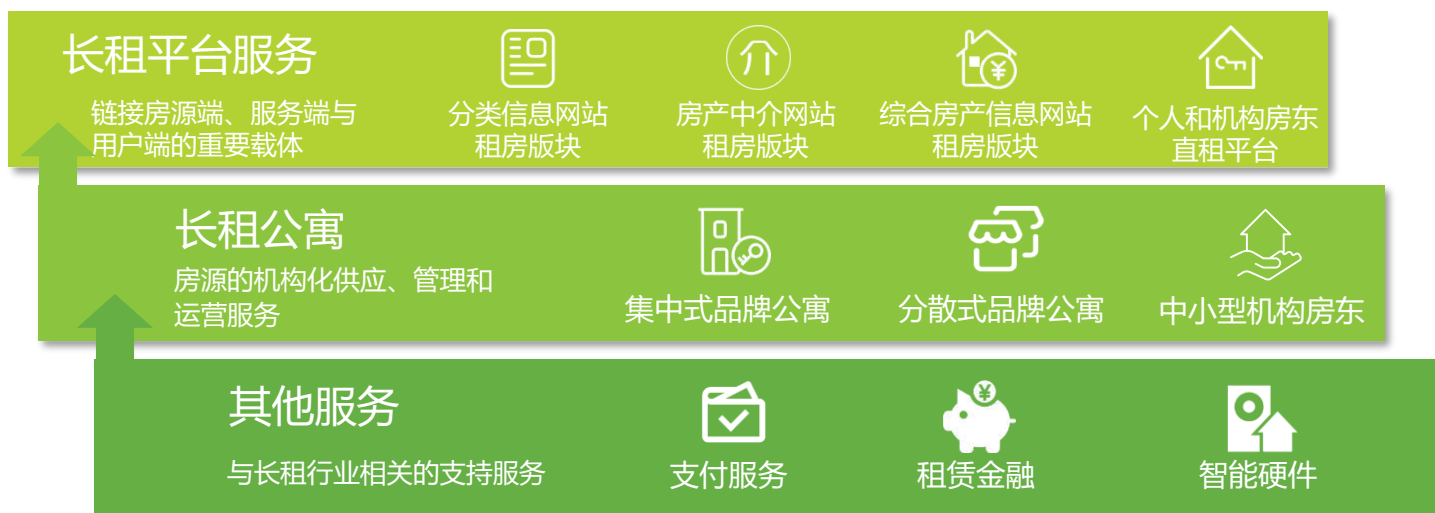 长租平台服务
链接房源端、服务端与
用户端的重要载体
介
分类信息网站
租房版块
房产中介网站
租房版块
综合房产信息网站
租房版块
个人和机构房东
直租平台
¥
长租公寓
房源的机构化供应、管理和
运营服务
集中式品牌公寓
分散式品牌公寓
中小型机构房东
其他服务
与长租行业相关的支持服务
¥
支付服务
租赁金融
智能硬件